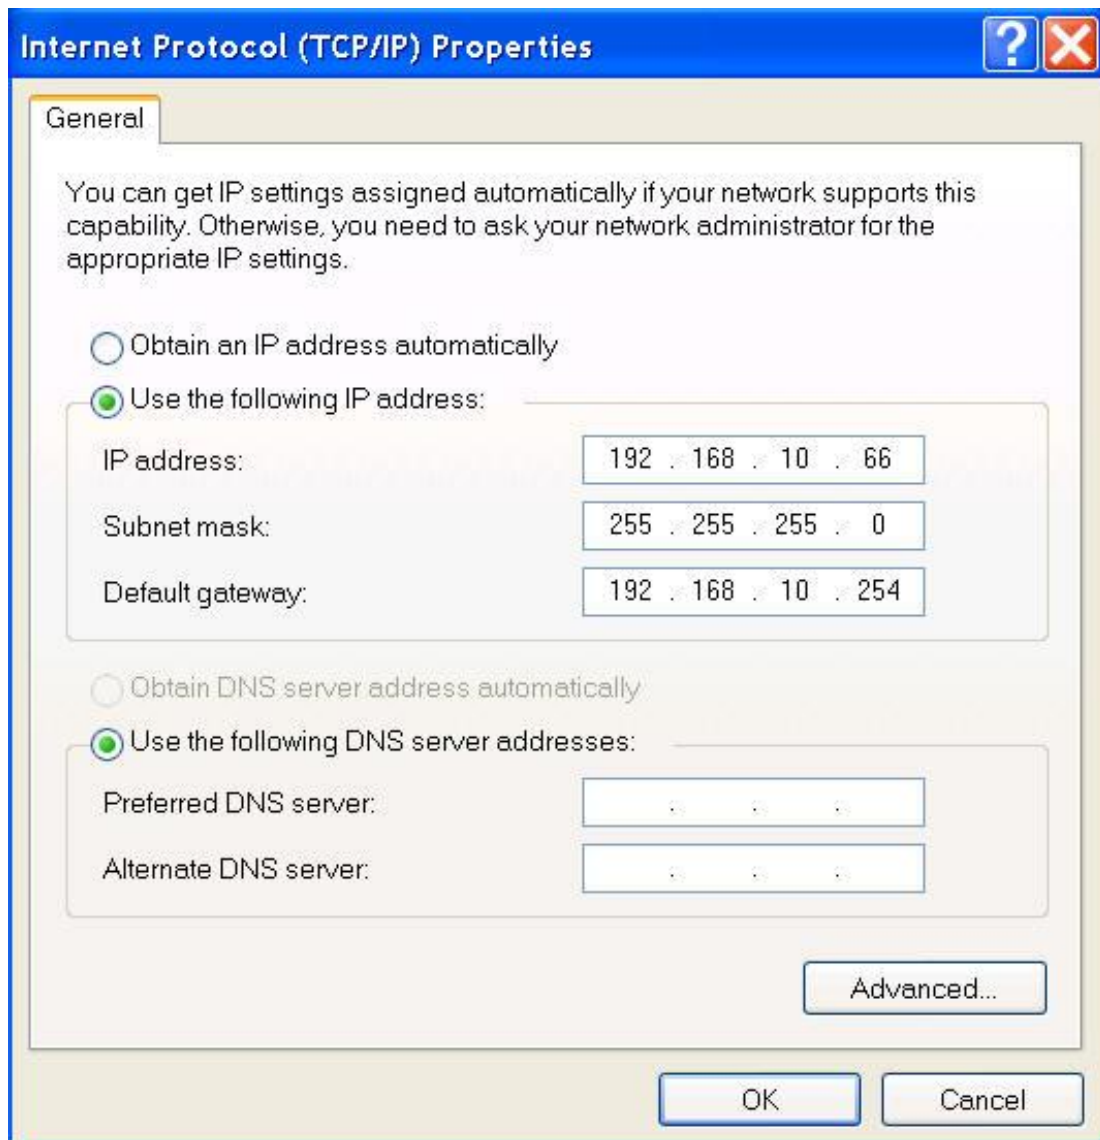 Internet Protocol (TCP/IP) Properties
General
You can get IP settings assigned automatically if your network supports this
capability. Otherwise, you need to ask your network administrator for the
appropriate IP settings.
Obtain an IP address automatically
Use the following IP address:
IP address: 192 . 168 . 10 . 66
Subnet mask: 255 . 255 . 255 . 0
Default gateway: 192 . 168 . 10 . 254
Obtain DNS server address automatically
Use the following DNS server addresses:
Preferred DNS server: . . .
Alternate DNS server: . . .
Advanced...
OK Cancel